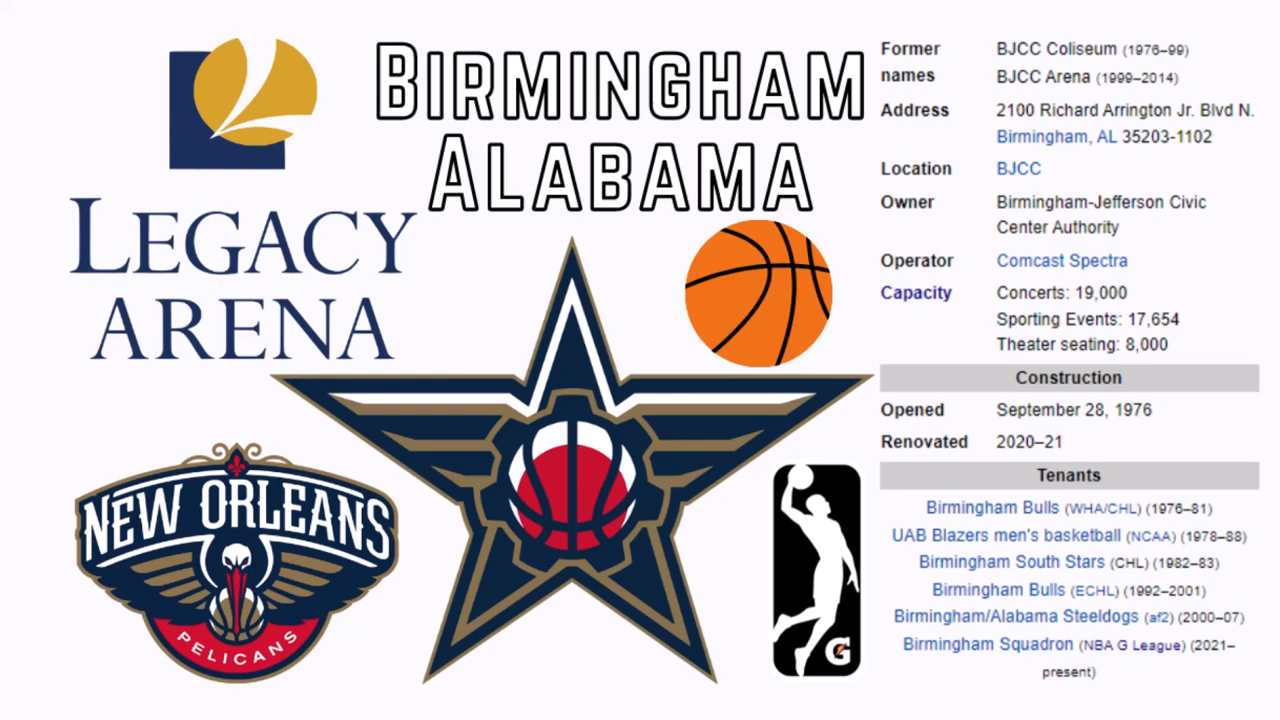 LEGACY
ARENA
BIRMINGHAM
ALABAMA
NEW ORLEANS
PELICANS
G
Former names BJCC Coliseum (1976–99)
BJCC Arena (1999–2014)
Address 2100 Richard Arrington Jr. Blvd N.
Birmingham, AL 35203-1102
Location BJCC
Owner Birmingham-Jefferson Civic
Center Authority
Operator Comcast Spectra
Capacity Concerts: 19,000
Sporting Events: 17,654
Theater seating: 8,000
Construction
Opened September 28, 1976
Renovated 2020–21
Tenants
Birmingham Bulls (WHA/CHL) (1976–81)
UAB Blazers men's basketball (NCAA) (1978–88)
Birmingham South Stars (CHL) (1982–83)
Birmingham Bulls (ECHL) (1992–2001)
Birmingham/Alabama Steeldogs (af2) (2000–07)
Birmingham Squadron (NBA G League) (2021–
present)